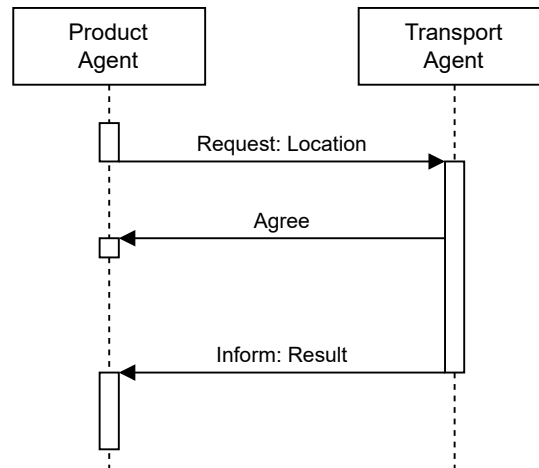 Product
Agent
Transport
Agent
Request: Location
Agree
Inform: Result